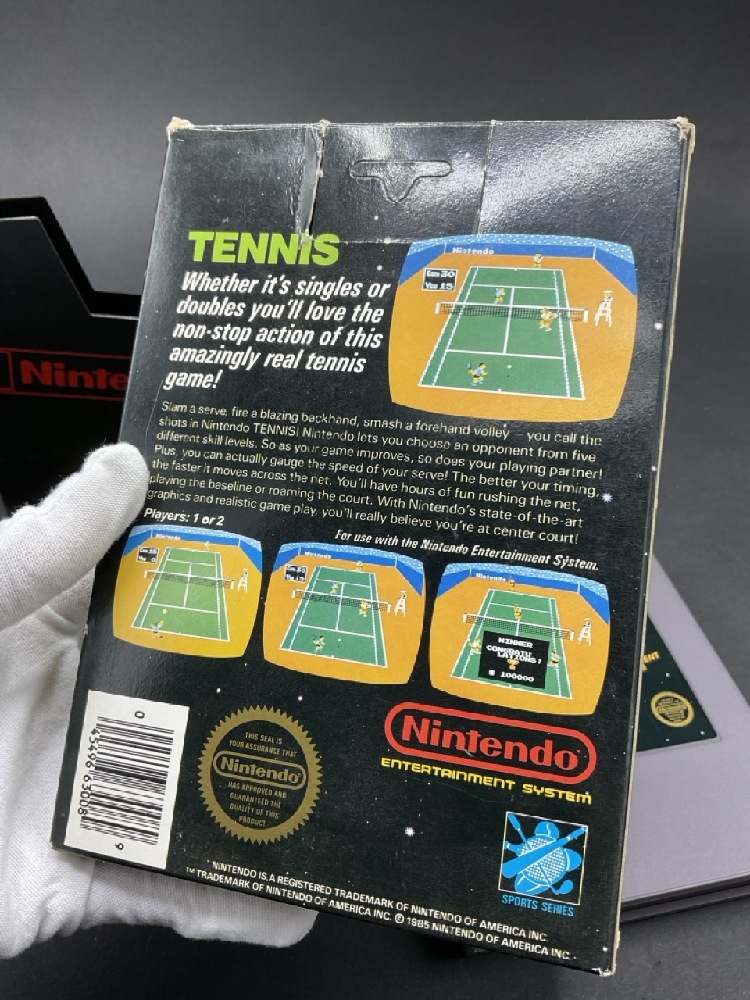 TENNIS
Whether it's singles or
doubles you'll love the
non-stop action of this
amazingly real tennis
game!
Nintendo
30
15
Slam a serve, fire a blazing backhand, smash a forehand volley – you call the
shots in Nintendo TENNIS! Nintendo lets you choose an opponent from five
different skill levels. So as your game improves, so does your playing partner!
Plus, you can actually gauge the speed of your serve! The better your timing,
the faster it moves across the net. You'll have hours of fun rushing the net,
playing the baseline or roaming the court. With Nintendo's state-of-the-art
graphics and realistic game play, you'll really believe you're at center court!
Players: 1 or 2
For use with the Nintendo Entertainment System.
Nintendo
Nintendo
Nintendo
WINNER
CONGRATU
LATIONS!
$ 100000
Ninte
0
45496 63008
9
THIS SEAL IS
YOUR ASSURANCE THAT
Nintendo
HAS APPROVED AND
GUARANTEED THE
QUALITY OF THIS
PRODUCT
Nintendo
ENTERTAINMENT SYSTEM
SPORTS SERIES
NINTENDO IS A REGISTERED TRADEMARK OF NINTENDO OF AMERICA INC.
™ TRADEMARK OF NINTENDO OF AMERICA INC. © 1985 NINTENDO OF AMERICA INC.